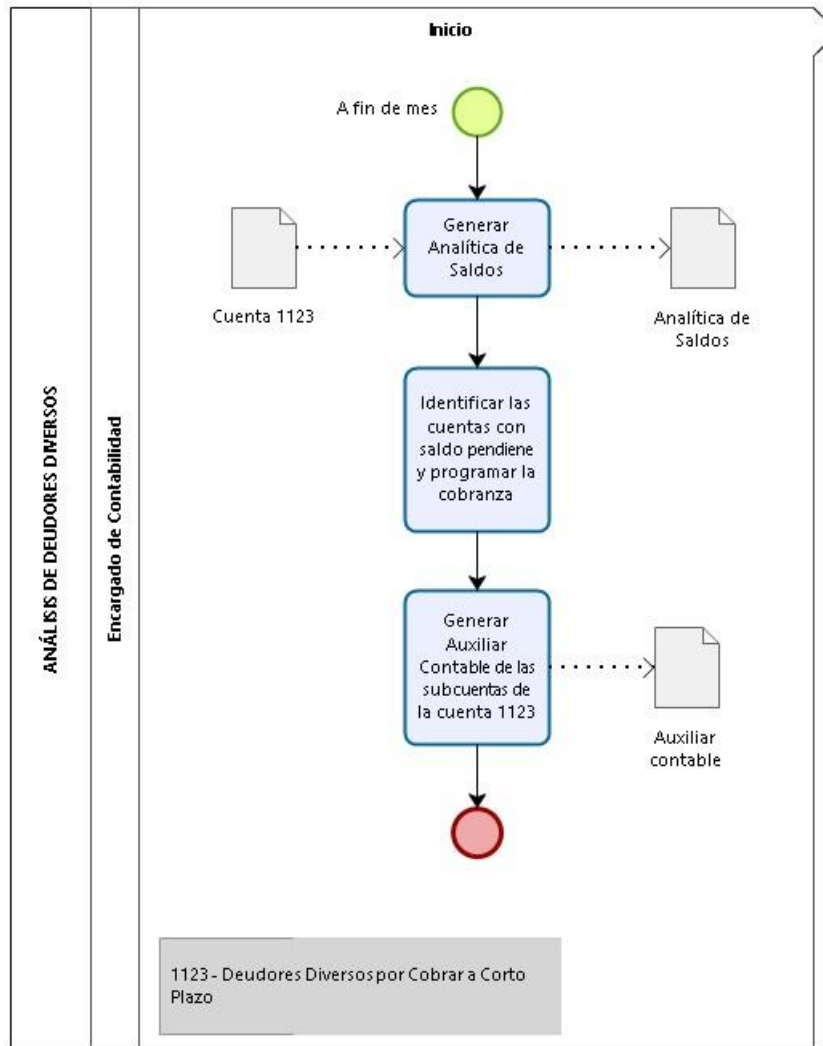 ANÁLISIS DE DEUDORES DIVERSOS
Encargado de Contabilidad
Inicio
A fin de mes
Generar
Analítica de
Saldos
Cuenta 1123
Analítica de
Saldos
Identificar las
cuentas con
saldo pendiene
y programar la
cobranza
Generar
Auxiliar
Contable de las
subcuentas de
la cuenta 1123
Auxiliar
contable
1123 - Deudores Diversos por Cobrar a Corto
Plazo